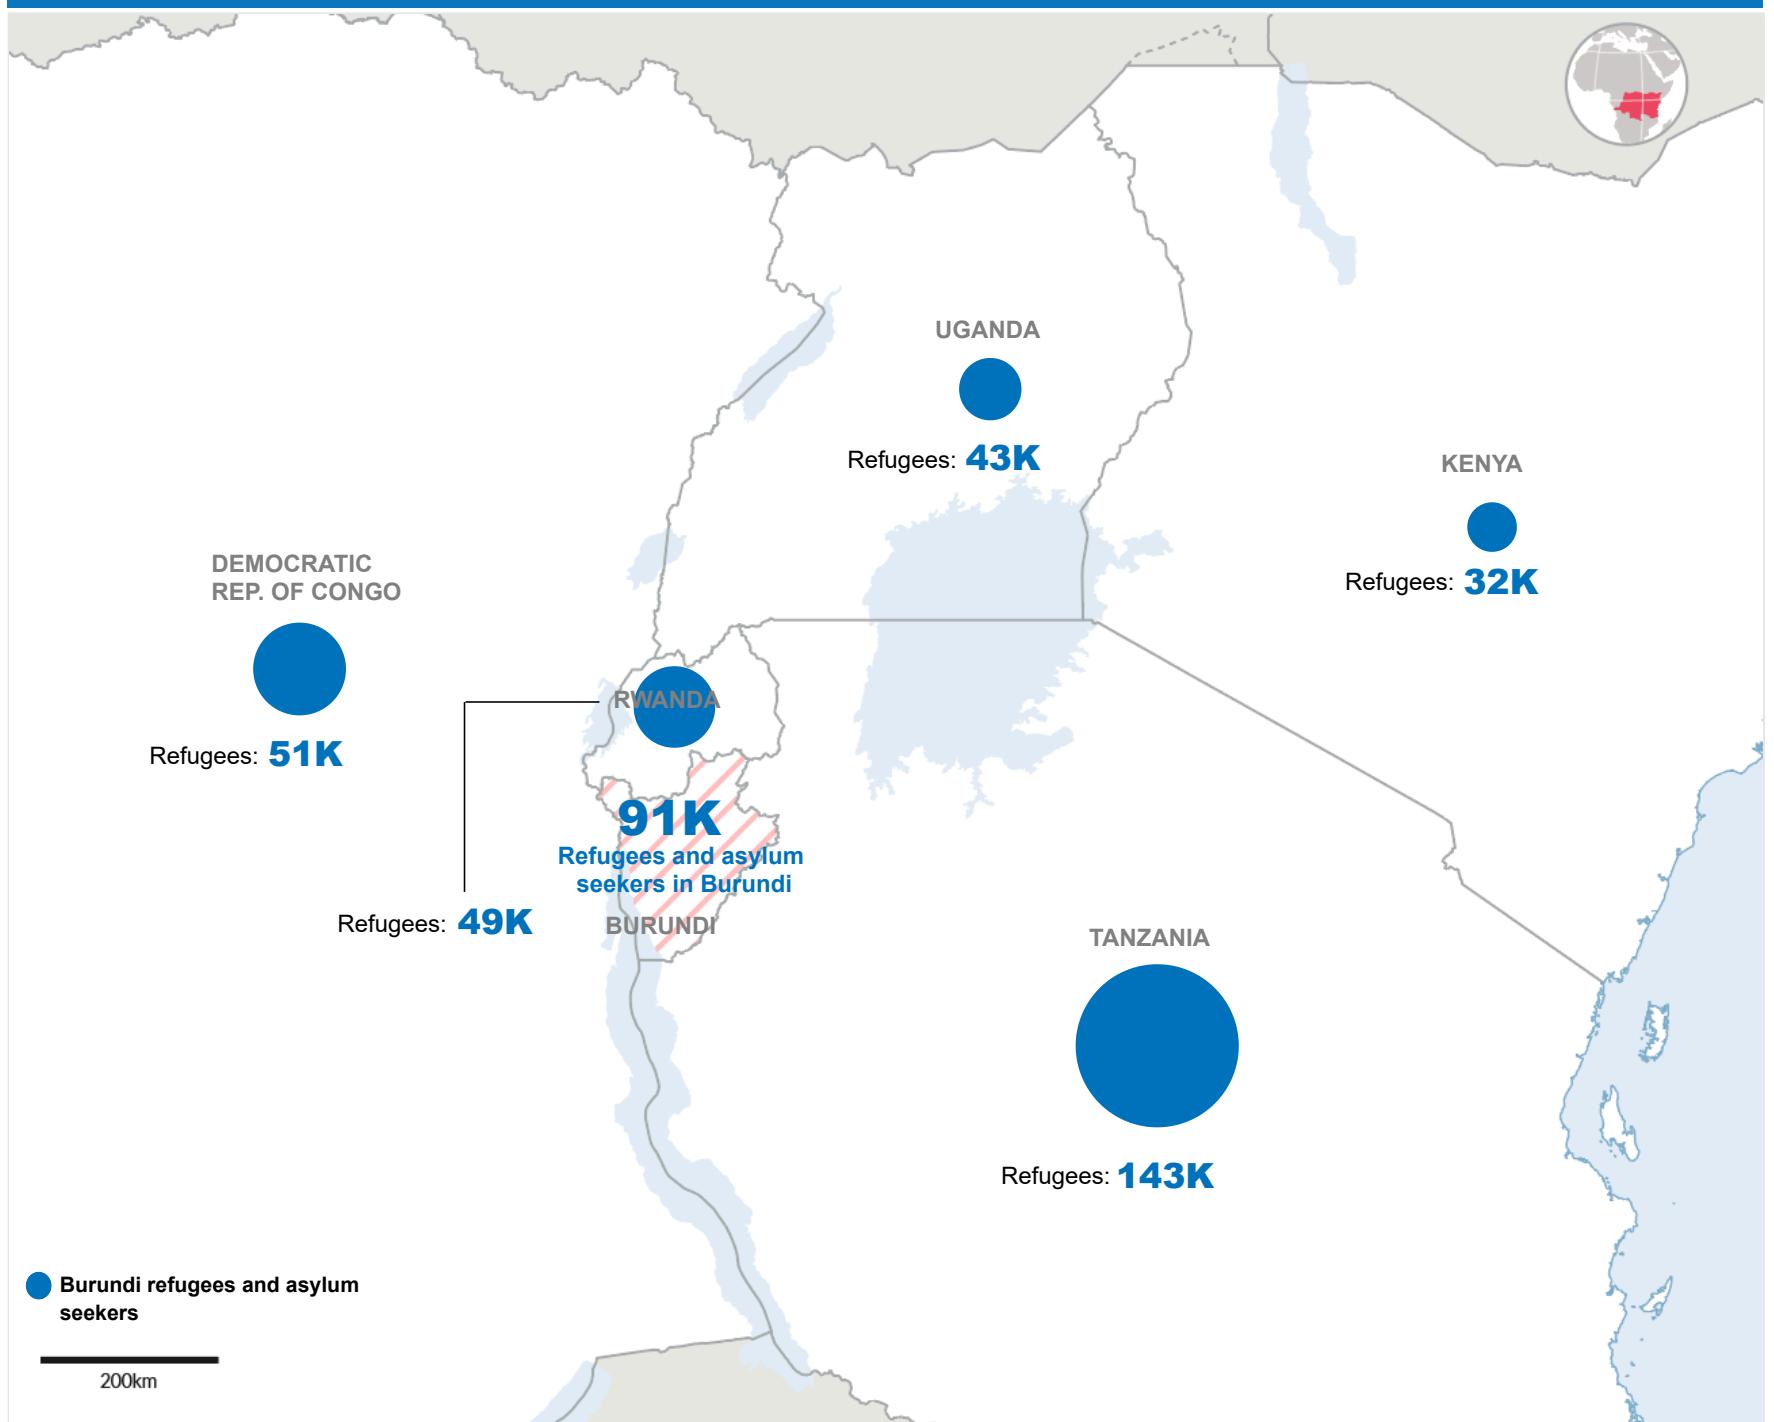 UGANDA
Refugees: 43K
KENYA
Refugees: 32K
DEMOCRATIC
REP. OF CONGO
Refugees: 51K
RWANDA
Refugees: 49K
91K
Refugees and asylum
seekers in Burundi
BURUNDI
TANZANIA
Refugees: 143K
Burundi refugees and asylum
seekers
200km